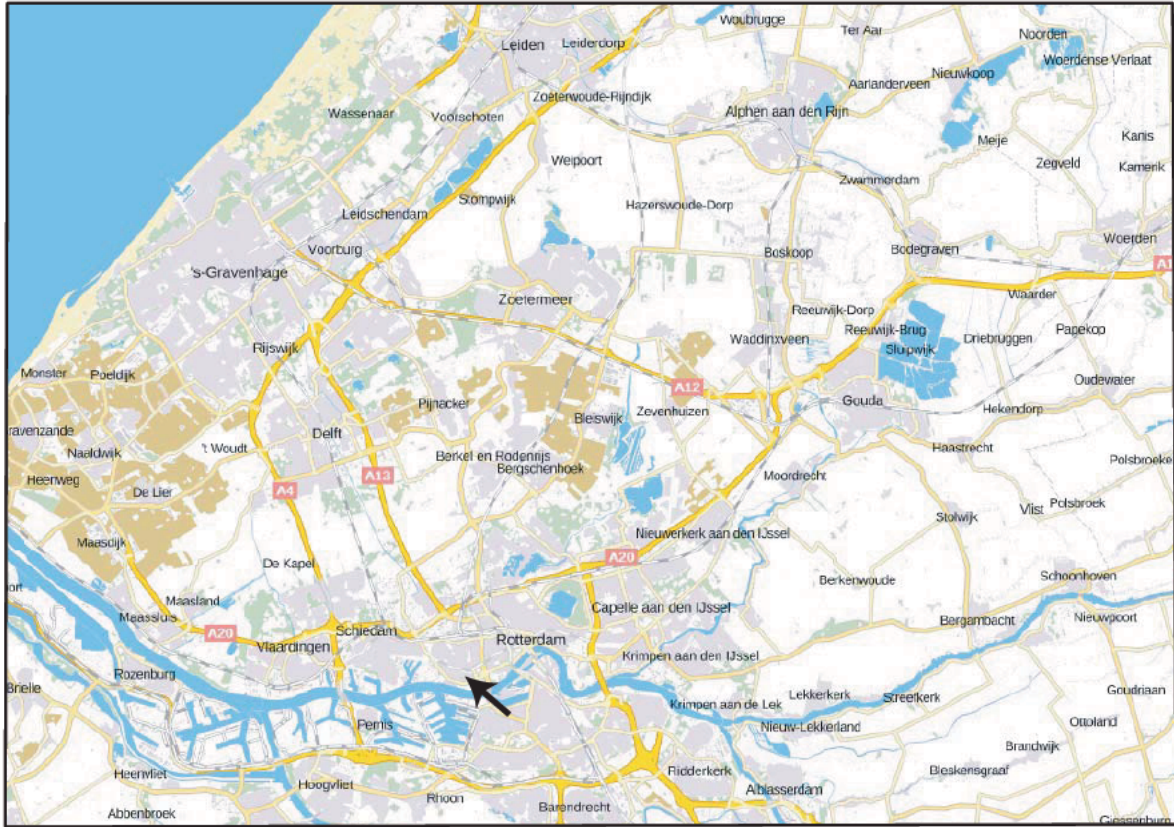 Woubrugge
Leiden
Leiderdorp
Ter Aar
Noorden
Woerdense Verlaat
Nieuwkoop
Aarlanderveen
Zoeterwoude-Rijndijk
Wassenaar
Voorschoten
Alphen aan den Rijn
Kanis
Meije
Weipoort
Zegveld
Kamerik
Zwammerdam
Stompwijk
Hazerswoude-Dorp
Leidschendam
Woerden
Voorburg
Boskoop
Bodegraven
A1
's-Gravenhage
Zoetermeer
Waarder
Reeuwijk-Dorp
Reeuwijk-Brug
Papekop
Waddinxveen
Driebruggen
Rijswijk
Sluipwijk
Monster
Poeldijk
Oudewater
A12
Pijnacker
Gouda
Bleiswijk
Zevenhuizen
Hekendorp
ravenzande
Delft
't Woudt
Haastrecht
Naaldwijk
Berkel en Rodenrijs
Bergschenhoek
Polsbroeke
Heenweg
A13
Moordrecht
De Lier
A4
Vlist
Polsbroek
Stolwijk
Nieuwerkerk aan den IJssel
Maasdijk
A20
De Kapel
Berkenwoude
Schoonhoven
oort
Maasland
Capelle aan den IJssel
Maassluis
A20
Schiedam
Rotterdam
Bergambacht
Nieuwpoort
Vlaardingen
Krimpen aan den IJssel
Rozenburg
Brielle
Lekkerkerk
Streefkerk
Goudriaan
Krimpen aan de Lek
Pernis
Nieuw-Lekkerland
Ottoland
Brandwijk
Heenvliet
Hoogvliet
Ridderkerk
Bleskensgraaf
Rhoon
Alblasserdam
Abbenbroek
Barendrecht
Giessenburg